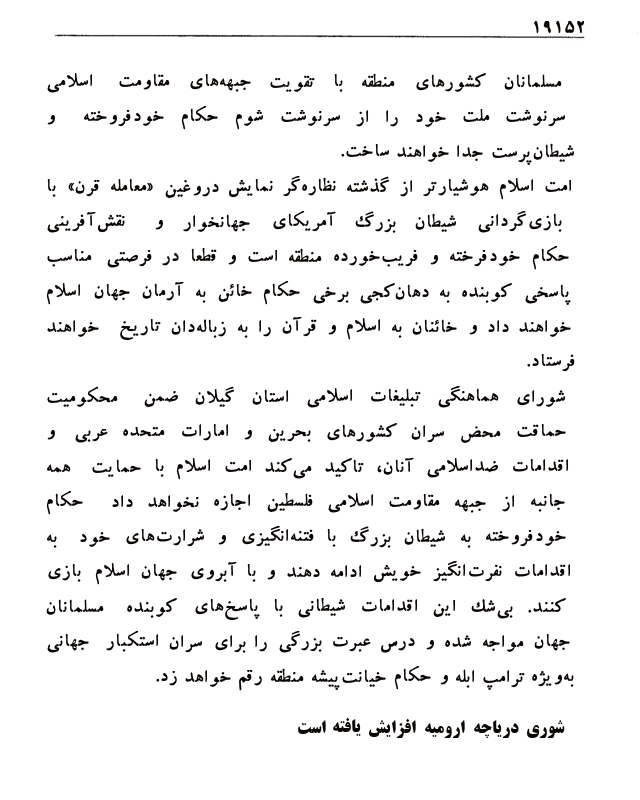 ۱۹۱۵۲
مسلمانان کشورهای منطقه با تقویت جبهه‌های مقاومت اسلامی
سرنوشت ملت خود را از سرنوشت شوم حکام خودفروخته و
شیطان‌پرست جدا خواهند ساخت.
امت اسلام هوشیارتر از گذشته نظاره‌گر نمایش دروغین «معامله قرن» با
بازی‌گردانی شیطان بزرگ آمریکای جهانخوار و نقش‌آفرینی
حکام خودفرخته و فریب‌خورده منطقه است و قطعا در فرصتی مناسب
پاسخی کوبنده به دهان‌کجی برخی حکام خائن به آرمان جهان اسلام
خواهند داد و خائنان به اسلام و قرآن را به زباله‌دان تاریخ خواهند
فرستاد.
شورای هماهنگی تبلیغات اسلامی استان گیلان ضمن محکومیت
حماقت محض سران کشورهای بحرین و امارات متحده عربی و
اقدامات ضداسلامی آنان، تاکید می‌کند امت اسلام با حمایت همه
جانبه از جبهه مقاومت اسلامی فلسطین اجازه نخواهد داد حکام
خودفروخته به شیطان بزرگ با فتنه‌انگیزی و شرارت‌های خود به
اقدامات نفرت‌انگیز خویش ادامه دهند و با آبروی جهان اسلام بازی
کنند. بی‌شك این اقدامات شیطانی با پاسخ‌های کوبنده مسلمانان
جهان مواجه شده و درس عبرت بزرگی را برای سران استکبار جهانی
به‌ویژه ترامپ ابله و حکام خیانت‌پیشه منطقه رقم خواهد زد.
شوری دریاچه ارومیه افزایش یافته است